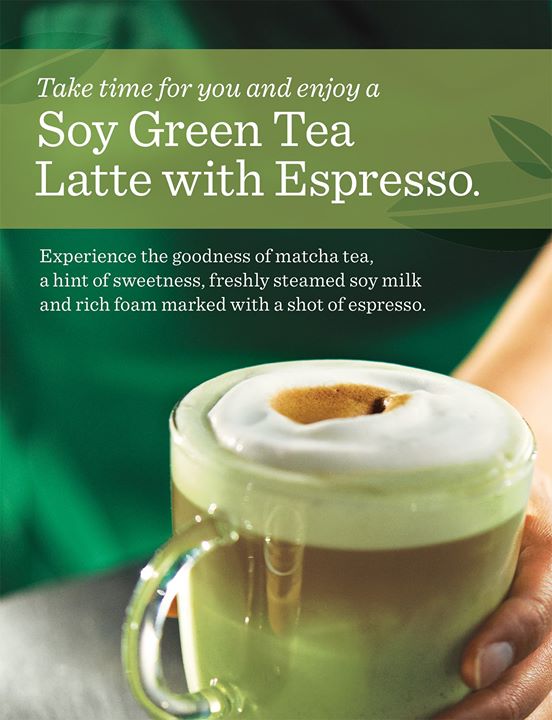 Take time for you and enjoy a
Soy Green Tea
Latte with Espresso.
Experience the goodness of matcha tea,
a hint of sweetness, freshly steamed soy milk
and rich foam marked with a shot of espresso.